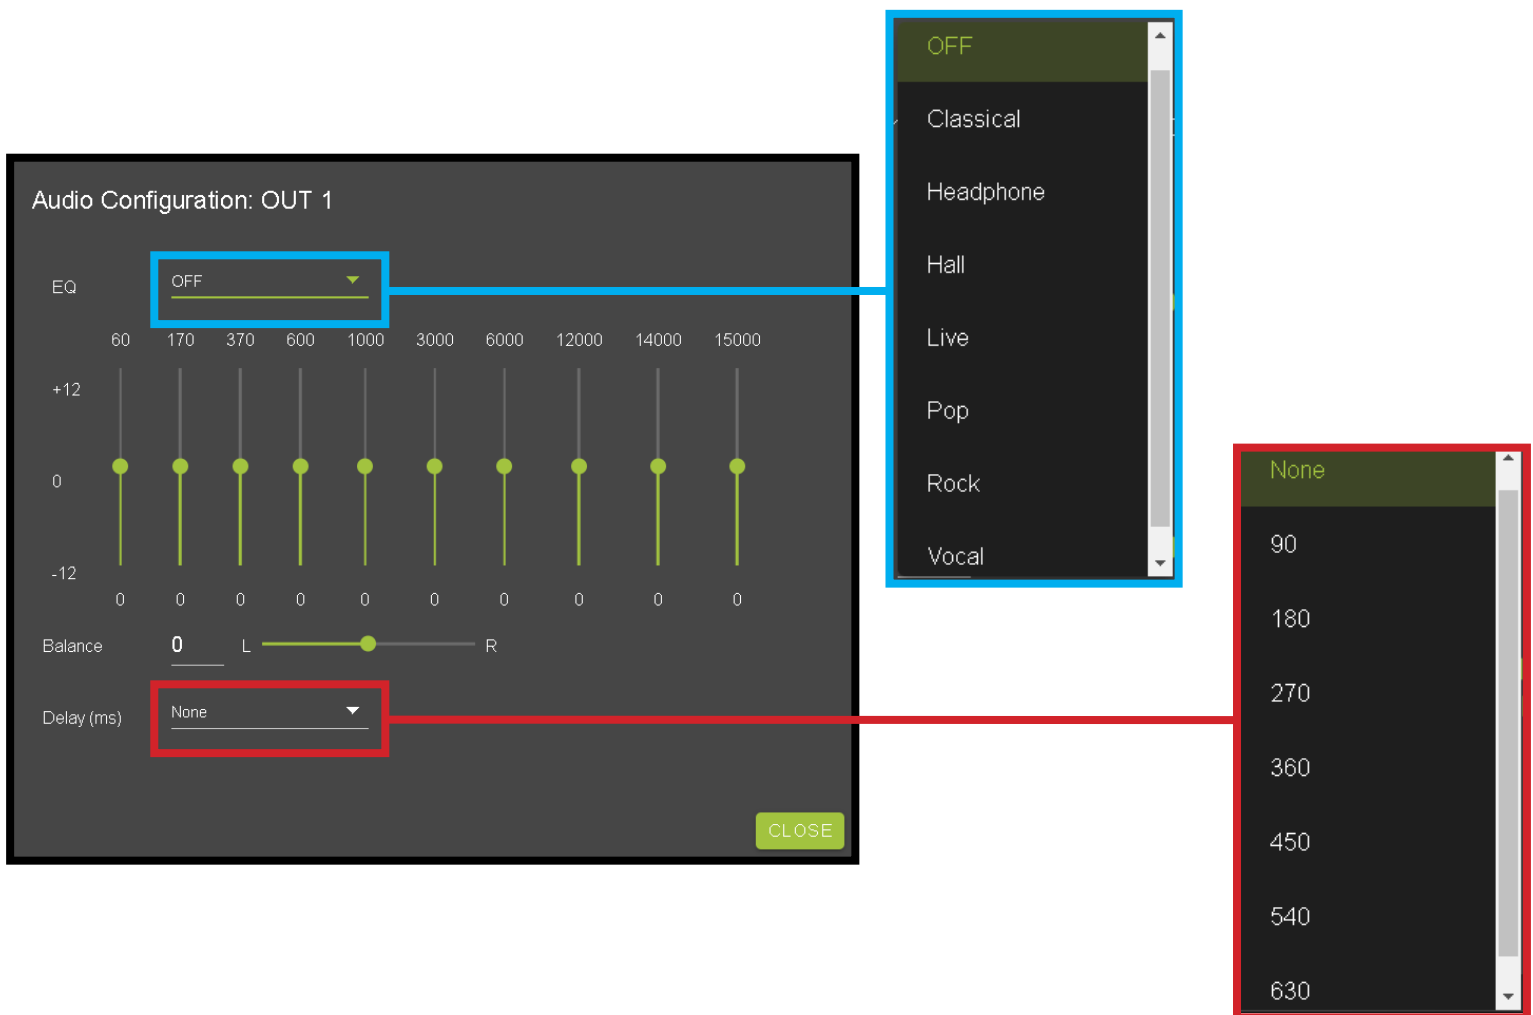 Audio Configuration: OUT 1
EQ OFF
60 170 370 600 1000 3000 6000 12000 14000 15000
+12
0
-12
0 0 0 0 0 0 0 0 0 0
Balance 0 L R
Delay (ms) None
CLOSE
OFF
Classical
Headphone
Hall
Live
Pop
Rock
Vocal
None
90
180
270
360
450
540
630